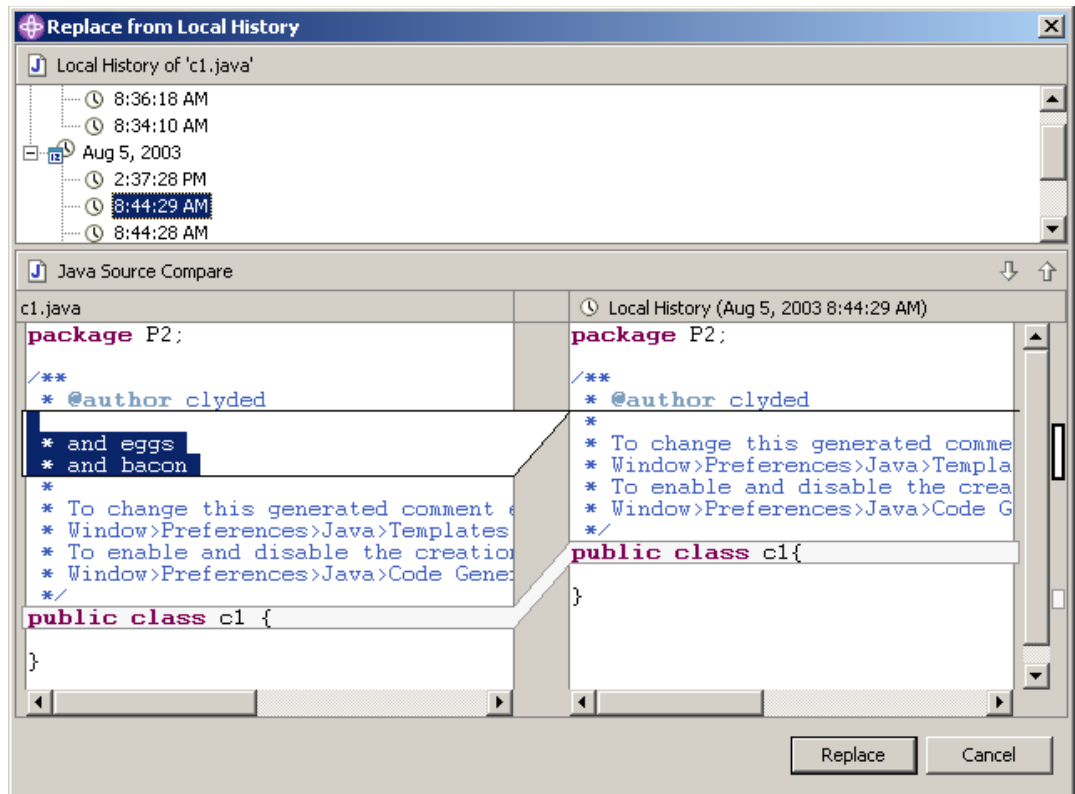 Replace from Local History
Local History of 'c1.java'
8:36:18 AM
8:34:10 AM
Aug 5, 2003
2:37:28 PM
8:44:29 AM
8:44:28 AM
Java Source Compare
c1.java
Local History (Aug 5, 2003 8:44:29 AM)
package P2;
/**
* @author clyded
* and eggs
* and bacon
*
* To change this generated comment
* Window>Preferences>Java>Templates
* To enable and disable the creation
* Window>Preferences>Java>Code Gene
*/
public class c1 {
}
package P2;
/**
* @author clyded
*
* To change this generated comme
* Window>Preferences>Java>Templa
* To enable and disable the crea
* Window>Preferences>Java>Code G
*/
public class c1{
}
Replace
Cancel